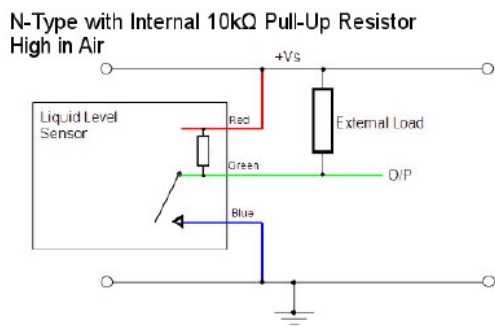 N-Type with Internal 10kΩ Pull-Up Resistor
High in Air
+Vs
Liquid Level
Sensor
Red
External Load
Green
O/P
Blue